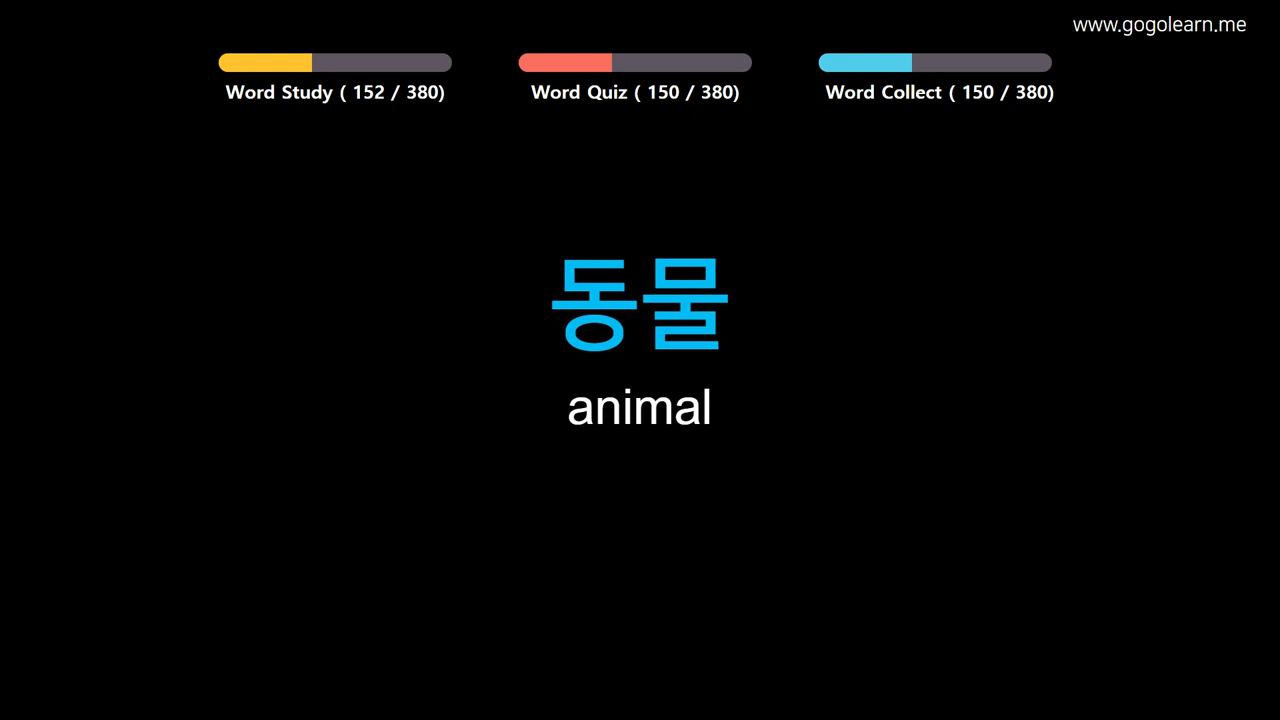 www.gogolearn.me
Word Study ( 152 / 380)
Word Quiz ( 150 / 380)
Word Collect ( 150 / 380)
동물
animal